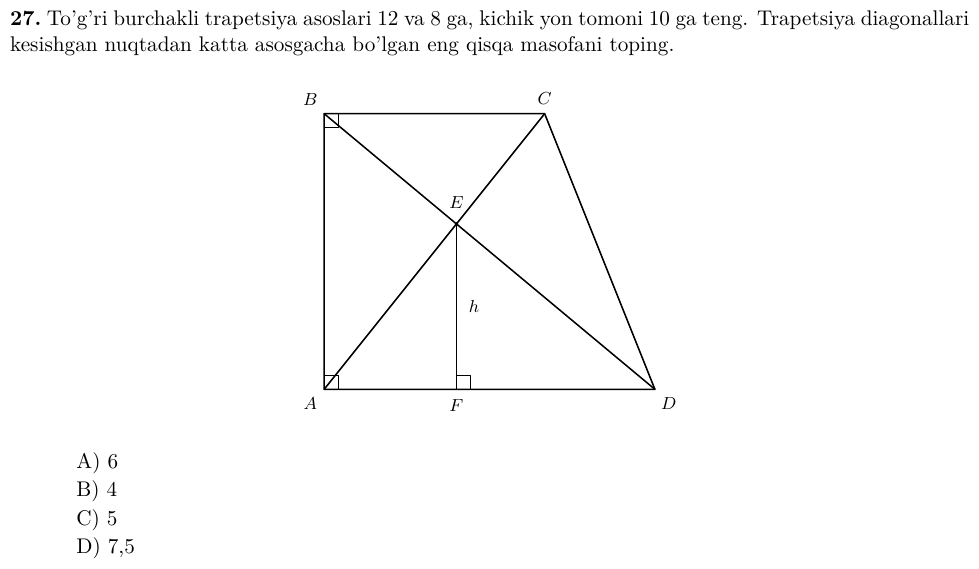 27. To'g'ri burchakli trapetsiya asoslari 12 va 8 ga, kichik yon tomoni 10 ga teng. Trapetsiya diagonallari
kesishgan nuqtadan katta asosgacha bo'lgan eng qisqa masofani toping.
B
C
E
h
A
F
D
A) 6
B) 4
C) 5
D) 7,5